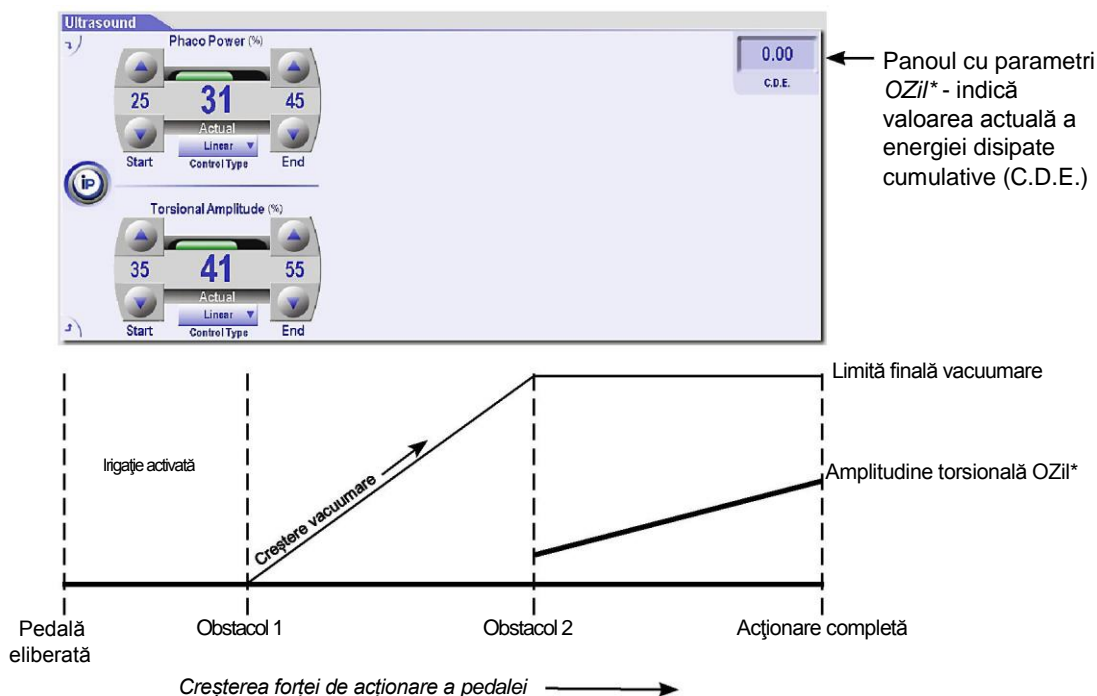 Ultrasound
Phaco Power (%)
25 31 45
Actual
Linear
Start Control Type End
iP
Torsional Amplitude (%)
35 41 55
Actual
Linear
Start Control Type End
0.00
C.D.E.
Panoul cu parametri
OZil* - indică
valoarea actuală a
energiei disipate
cumulative (C.D.E.)
Limită finală vacuumare
Irigaţie activată
Creştere vacuumare
Amplitudine torsională OZil*
Pedală
eliberată
Obstacol 1
Obstacol 2
Acţionare completă
Creşterea forţei de acţionare a pedalei